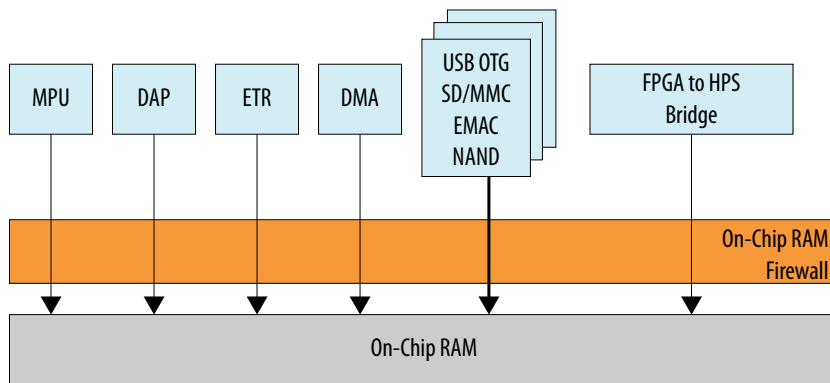 MPU
DAP
ETR
DMA
USB OTG
SD/MMC
EMAC
NAND
FPGA to HPS
Bridge
On-Chip RAM
Firewall
On-Chip RAM